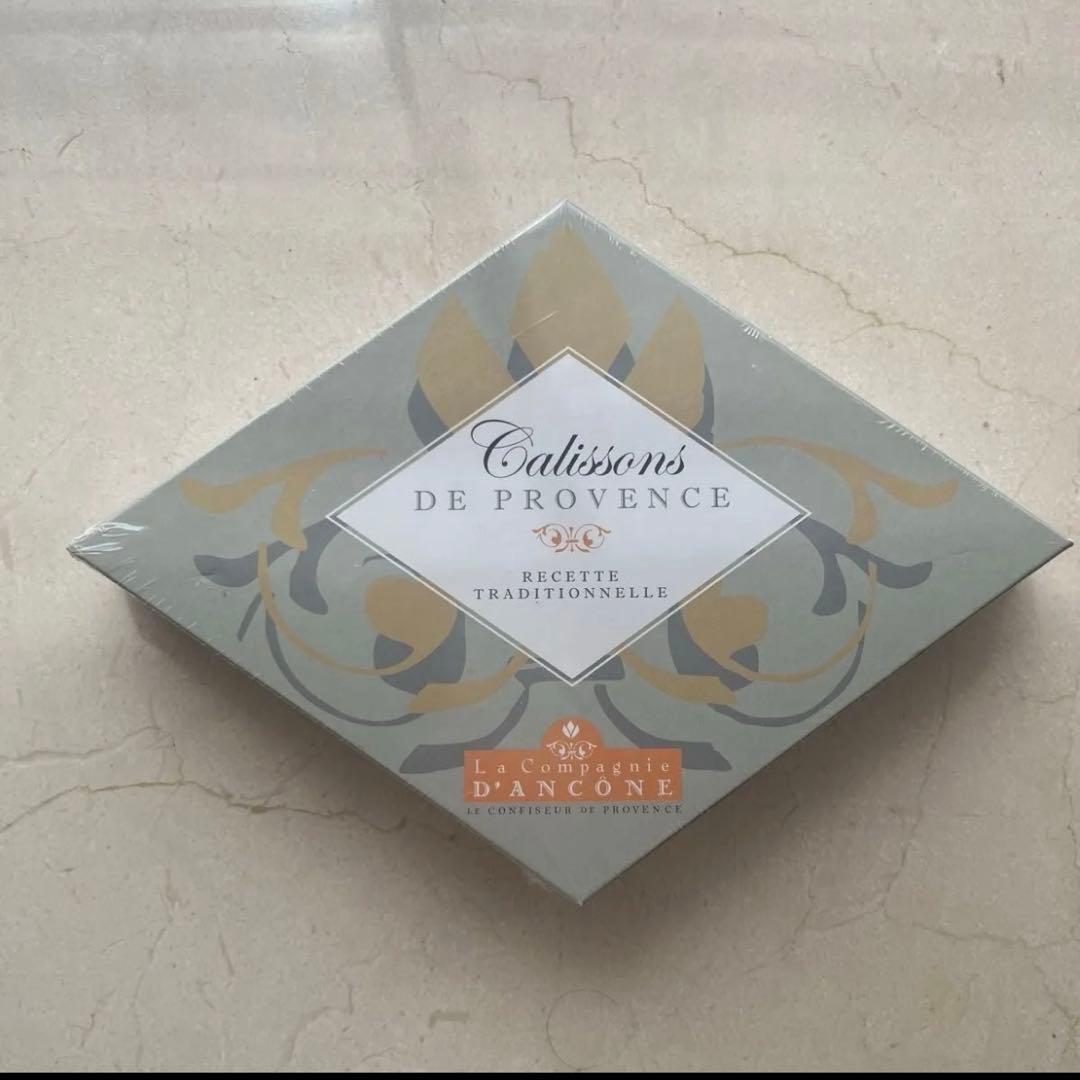 Calissons
DE PROVENCE
RECETTE
TRADITIONNELLE
La Compagnie
D'ANCÔNE
LE CONFISEUR DE PROVENCE